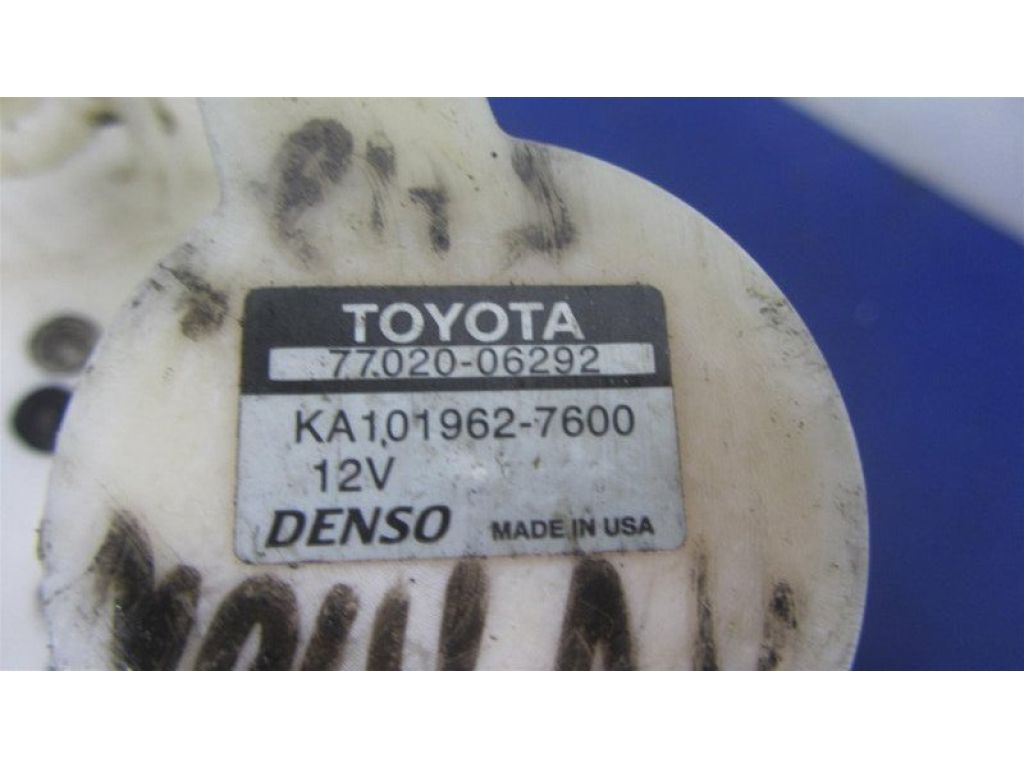 TOYOTA
77020-06292
KA101962-7600
12V
DENSO MADE IN USA